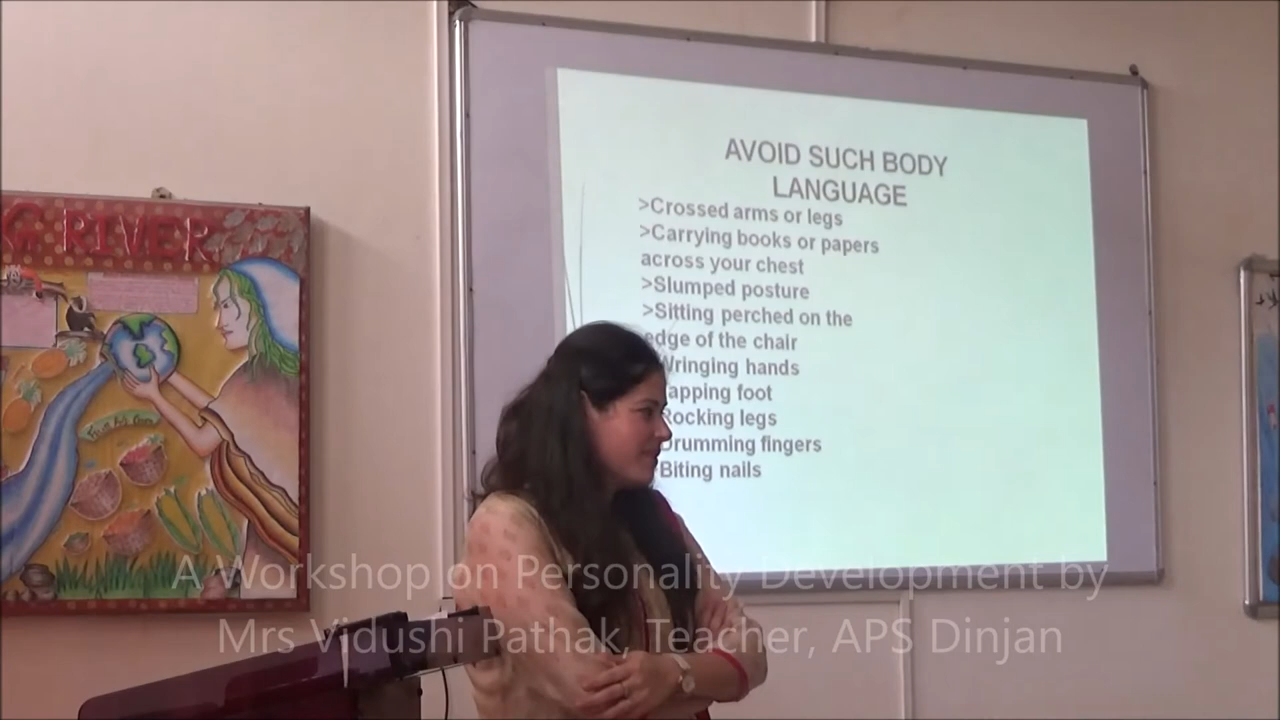 RIVER
AVOID SUCH BODY
LANGUAGE
>Crossed arms or legs
>Carrying books or papers
across your chest
>Slumped posture
>Sitting perched on the
edge of the chair
Wringing hands
apping foot
Rocking legs
Drumming fingers
Biting nails
A Workshop on Personality Development by
Mrs Vidushi Pathak, Teacher, APS Dinjan